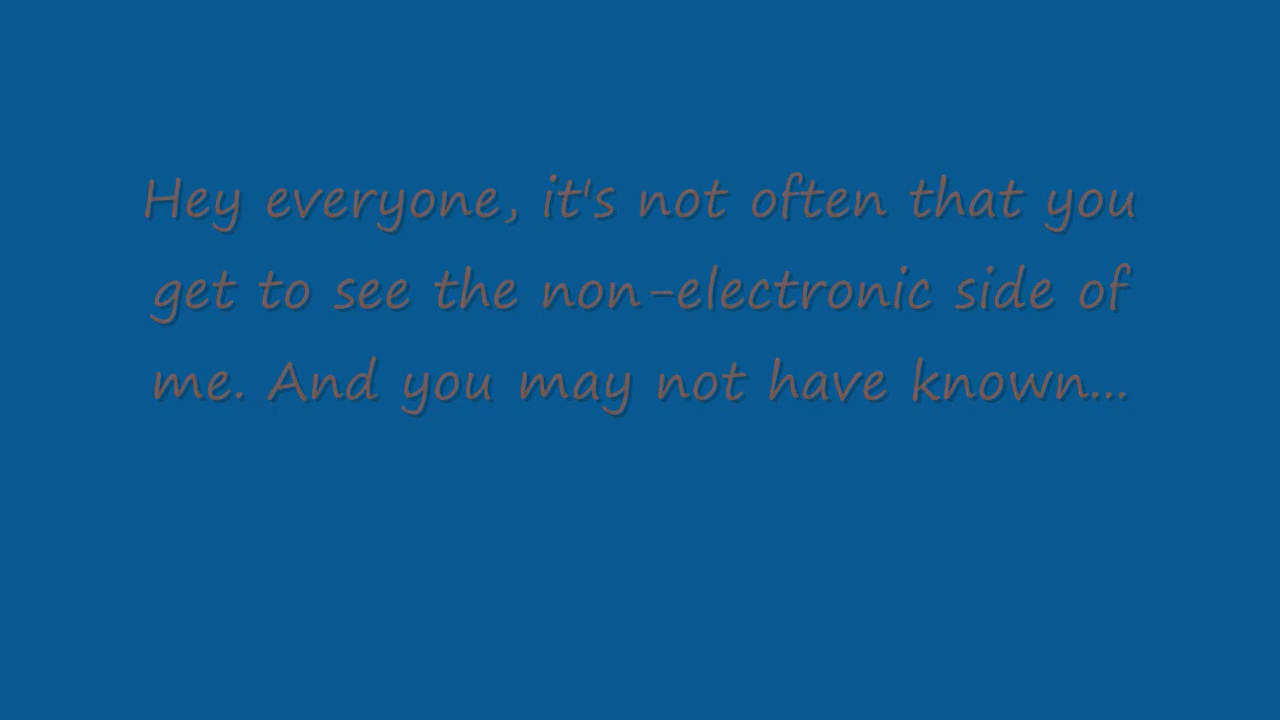 Hey everyone, it's not often that you
get to see the non-electronic side of
me. And you may not have known...